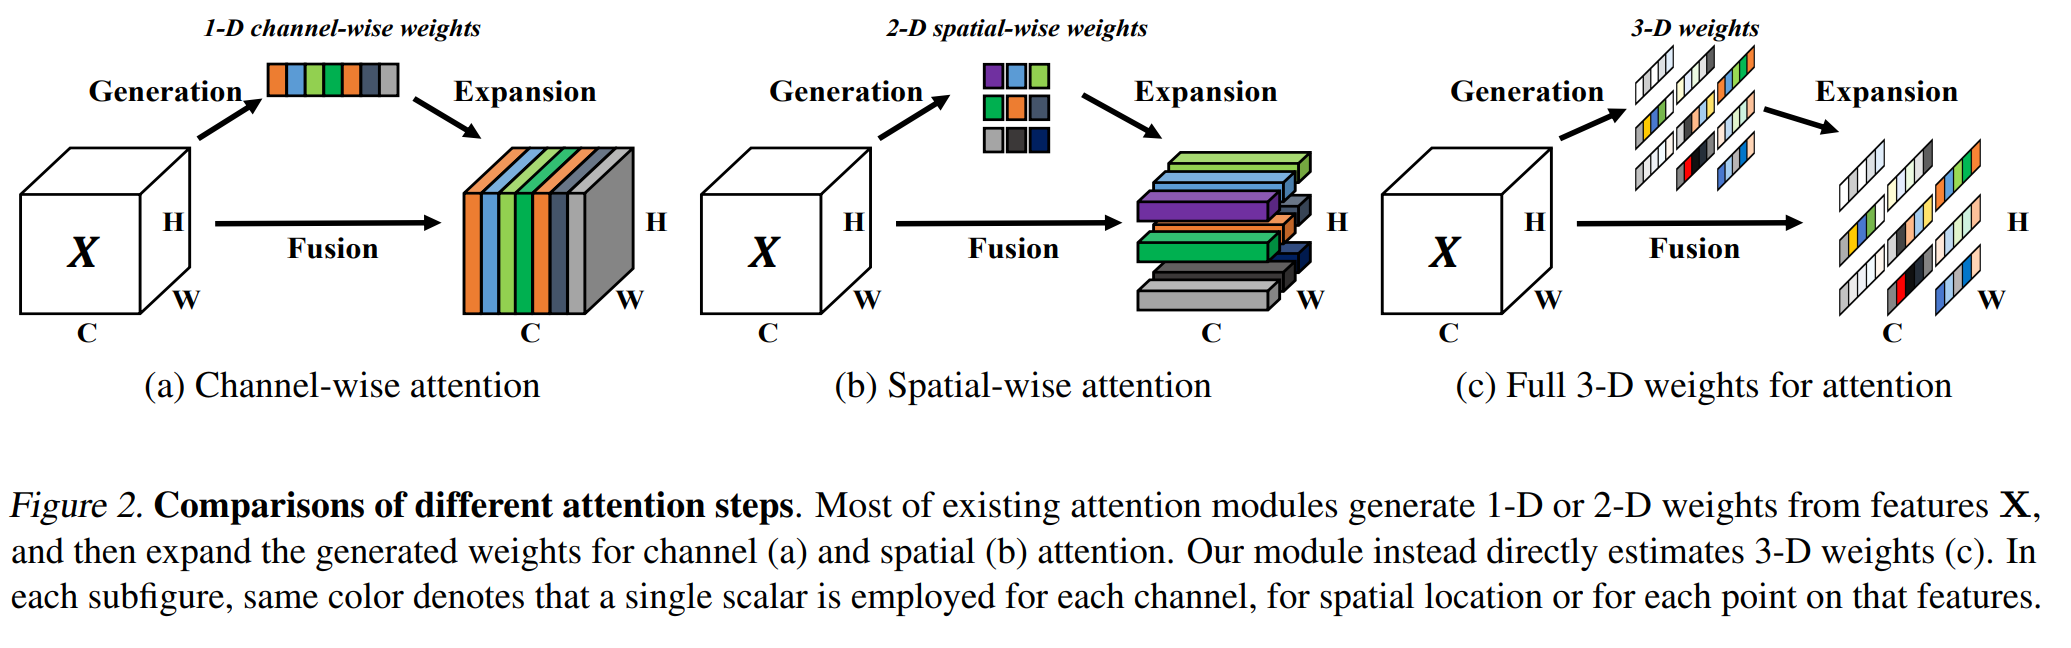 1-D channel-wise weights
Generation
Expansion
X
H
W
C
Fusion
H
W
C
(a) Channel-wise attention
2-D spatial-wise weights
Generation
Expansion
X
H
W
C
Fusion
H
W
C
(b) Spatial-wise attention
3-D weights
Generation
Expansion
X
H
W
C
Fusion
H
W
C
(c) Full 3-D weights for attention
Figure 2. Comparisons of different attention steps. Most of existing attention modules generate 1-D or 2-D weights from features X,
and then expand the generated weights for channel (a) and spatial (b) attention. Our module instead directly estimates 3-D weights (c). In
each subfigure, same color denotes that a single scalar is employed for each channel, for spatial location or for each point on that features.